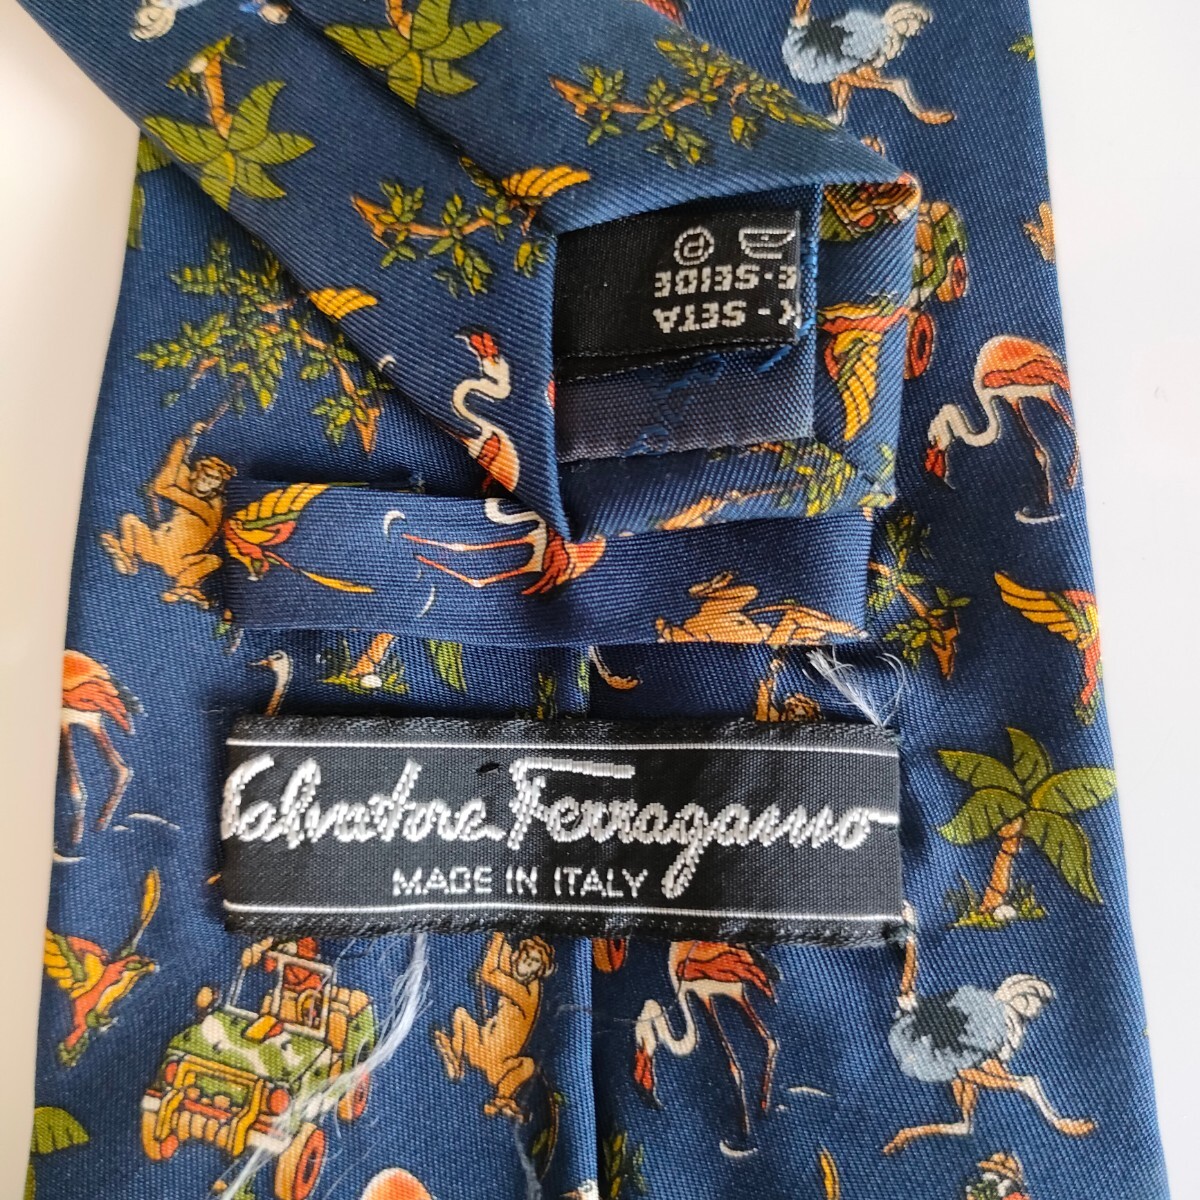 Salvatore Ferragamo
MADE IN ITALY
K - SETA
E - SEIDE
P